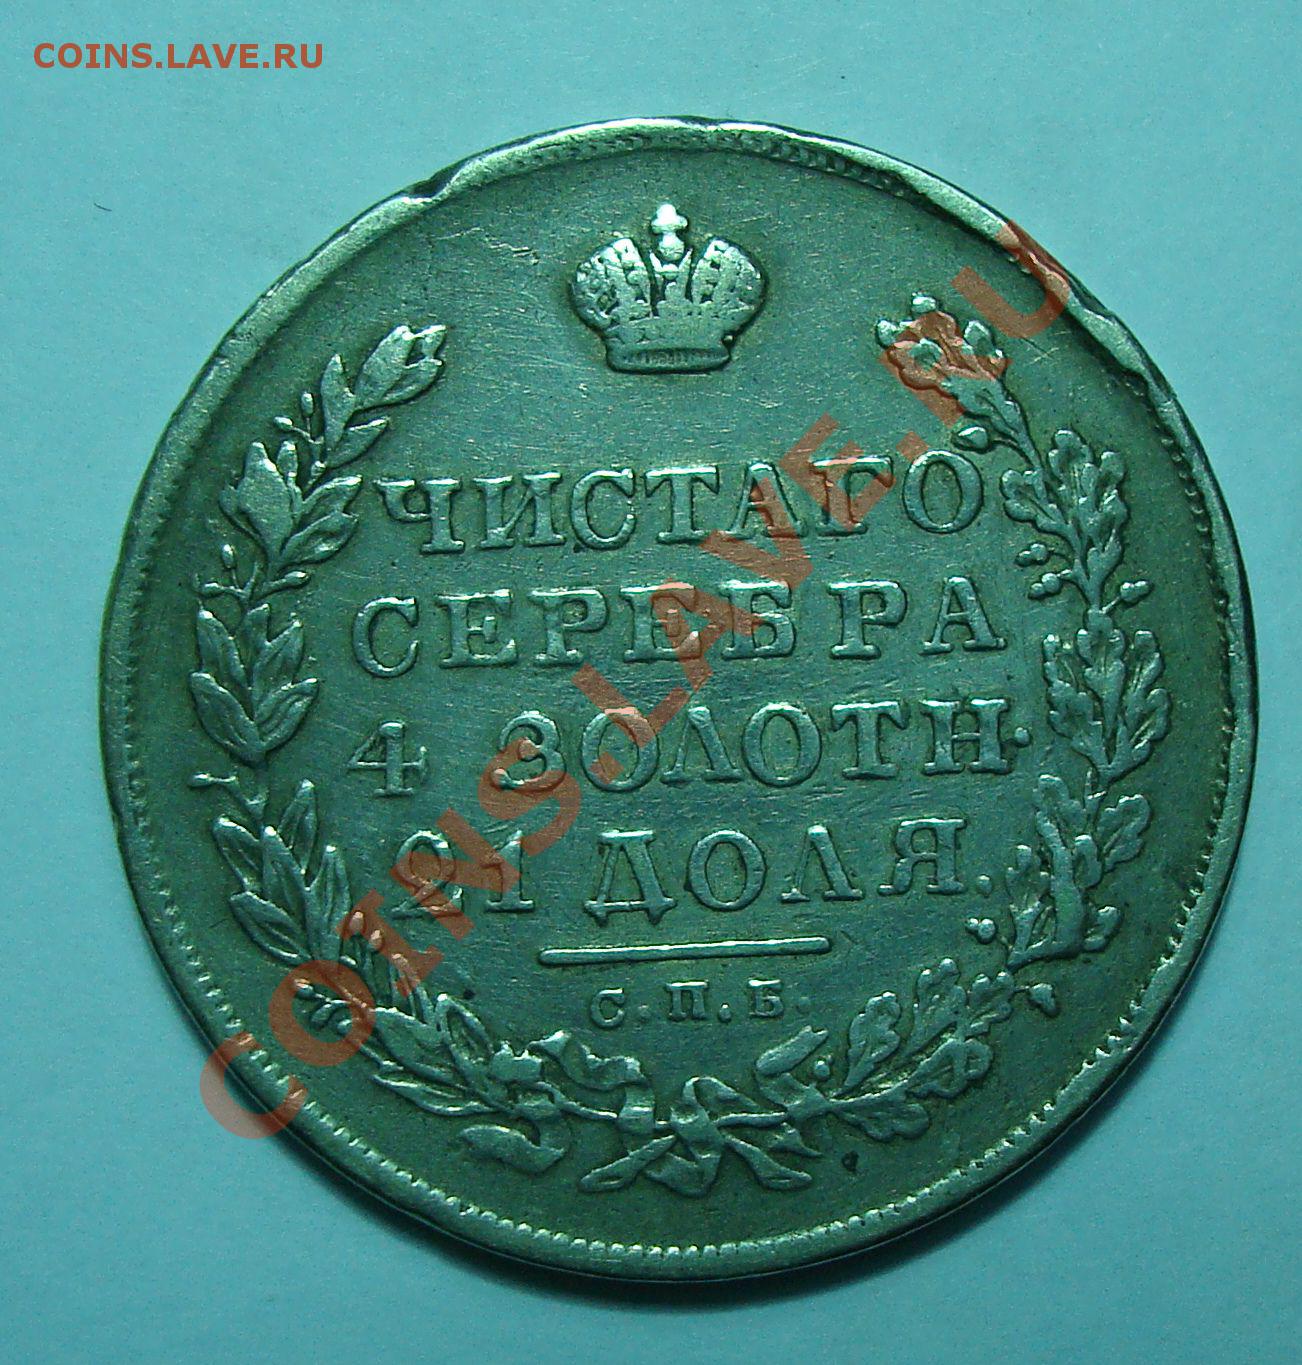 COINS.LAVE.RU
ЧИСТАГО
СЕРЕБРА
4 ЗОЛОТН.
21 ДОЛЯ.
С.П.Б.
COINS.LAVE.RU